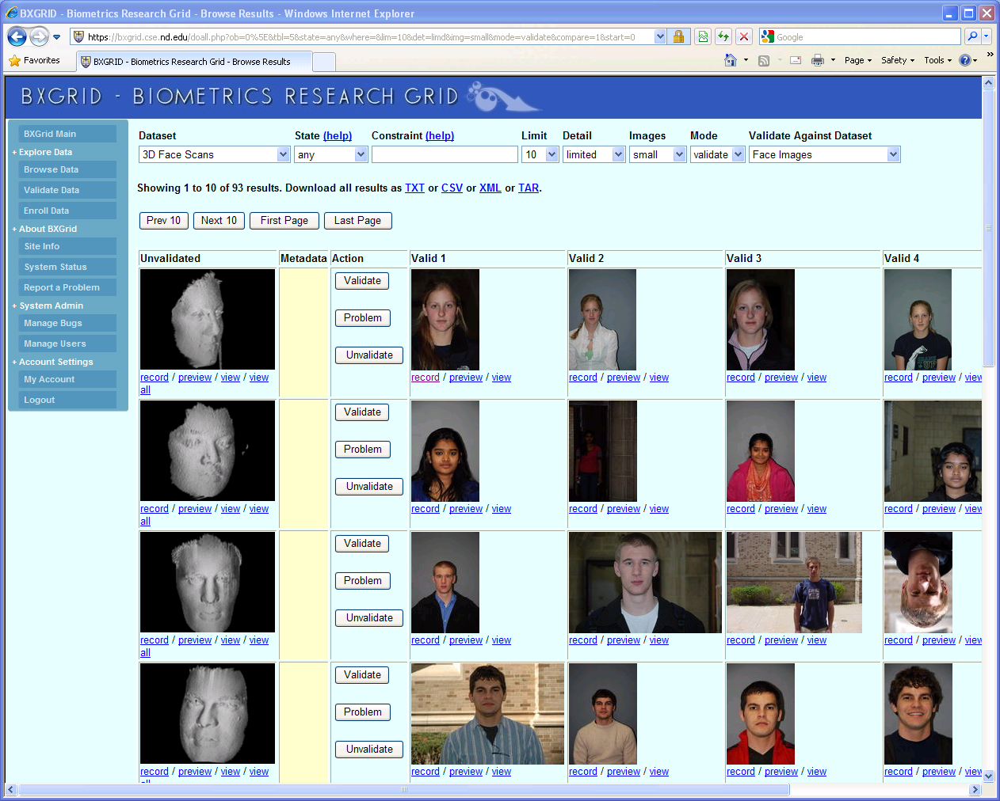 BXGRID - Biometrics Research Grid - Browse Results - Windows Internet Explorer
https://bxgrid.cse.nd.edu/doall.php?ob=0%5E&tbl=5&state=any&where=&lim=10&det=limd&img=small&mode=validate&compare=1&start=0
Google
Favorites
BXGRID - Biometrics Research Grid - Browse Results
Page
Safety
Tools
BXGRID - BIOMETRICS RESEARCH GRID
BXGrid Main
+ Explore Data
Browse Data
Validate Data
Enroll Data
+ About BXGrid
Site Info
System Status
Report a Problem
+ System Admin
Manage Bugs
Manage Users
+ Account Settings
My Account
Logout
Dataset State (help) Constraint (help) Limit Detail Images Mode Validate Against Dataset
3D Face Scans any 10 limited small validate Face Images
Showing 1 to 10 of 93 results. Download all results as TXT or CSV or XML or TAR.
Prev 10 Next 10 First Page Last Page
Unvalidated Metadata Action Valid 1 Valid 2 Valid 3 Valid 4
Validate
Problem
Unvalidate
record / preview / view / view all
record / preview / view
record / preview / view
record / preview / view
record / preview / view
Validate
Problem
Unvalidate
record / preview / view / view all
record / preview / view
record / preview / view
record / preview / view
record / preview / view
Validate
Problem
Unvalidate
record / preview / view / view all
record / preview / view
record / preview / view
record / preview / view
record / preview / view
Validate
Problem
Unvalidate
record / preview / view / view
record / preview / view
record / preview / view
record / preview / view
record / preview / view